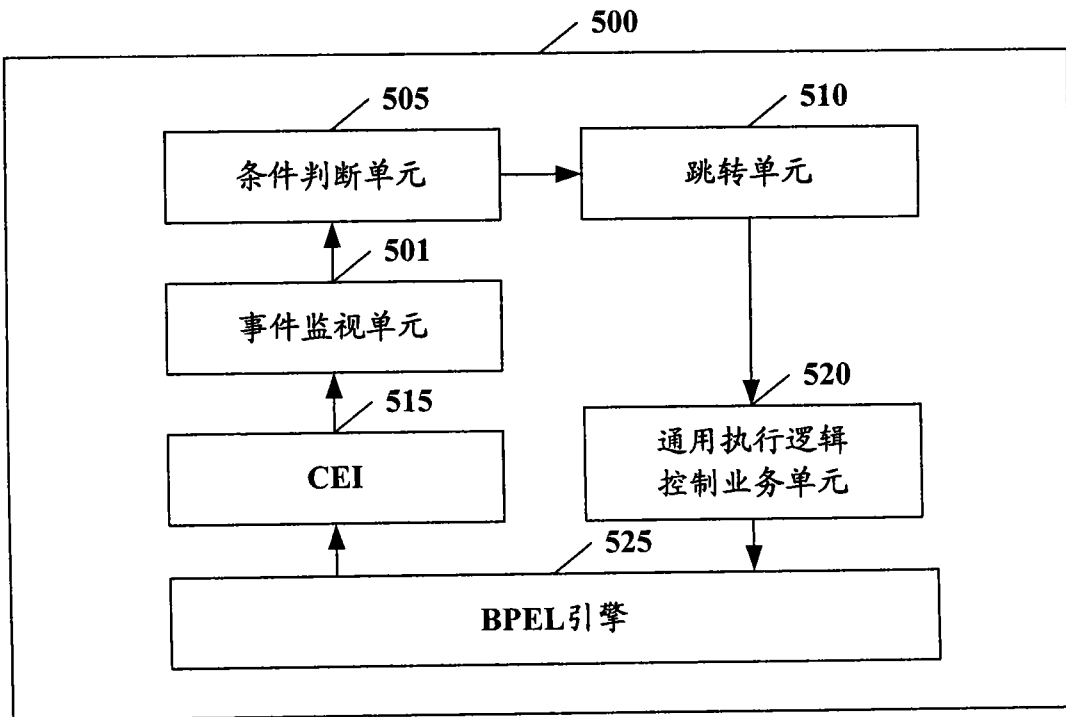 500
505
510
条件判断单元
跳转单元
501
事件监视单元
515
520
CEI
通用执行逻辑
控制业务单元
525
BPEL引擎